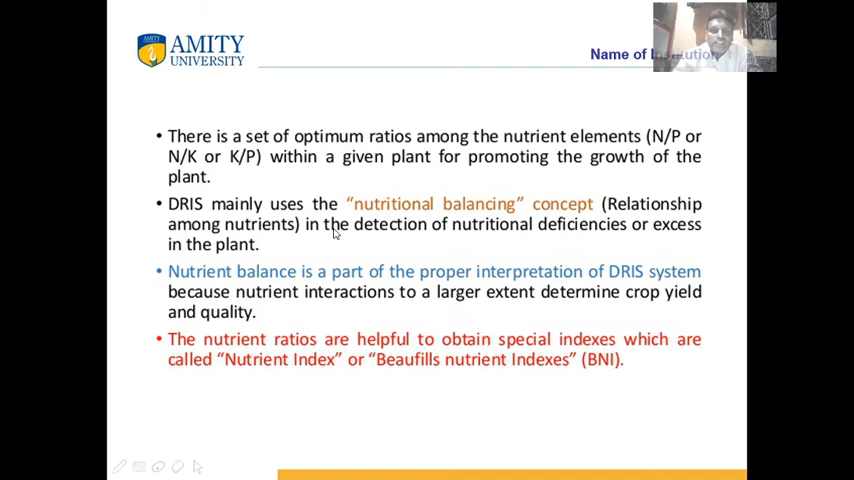 AMITY
AMITY
UNIVERSITY
Name of Institution
• There is a set of optimum ratios among the nutrient elements (N/P or
N/K or K/P) within a given plant for promoting the growth of the
plant.
• DRIS mainly uses the “nutritional balancing” concept (Relationship
among nutrients) in the detection of nutritional deficiencies or excess
in the plant.
• Nutrient balance is a part of the proper interpretation of DRIS system
because nutrient interactions to a larger extent determine crop yield
and quality.
• The nutrient ratios are helpful to obtain special indexes which are
called “Nutrient Index” or “Beaufills nutrient Indexes” (BNI).